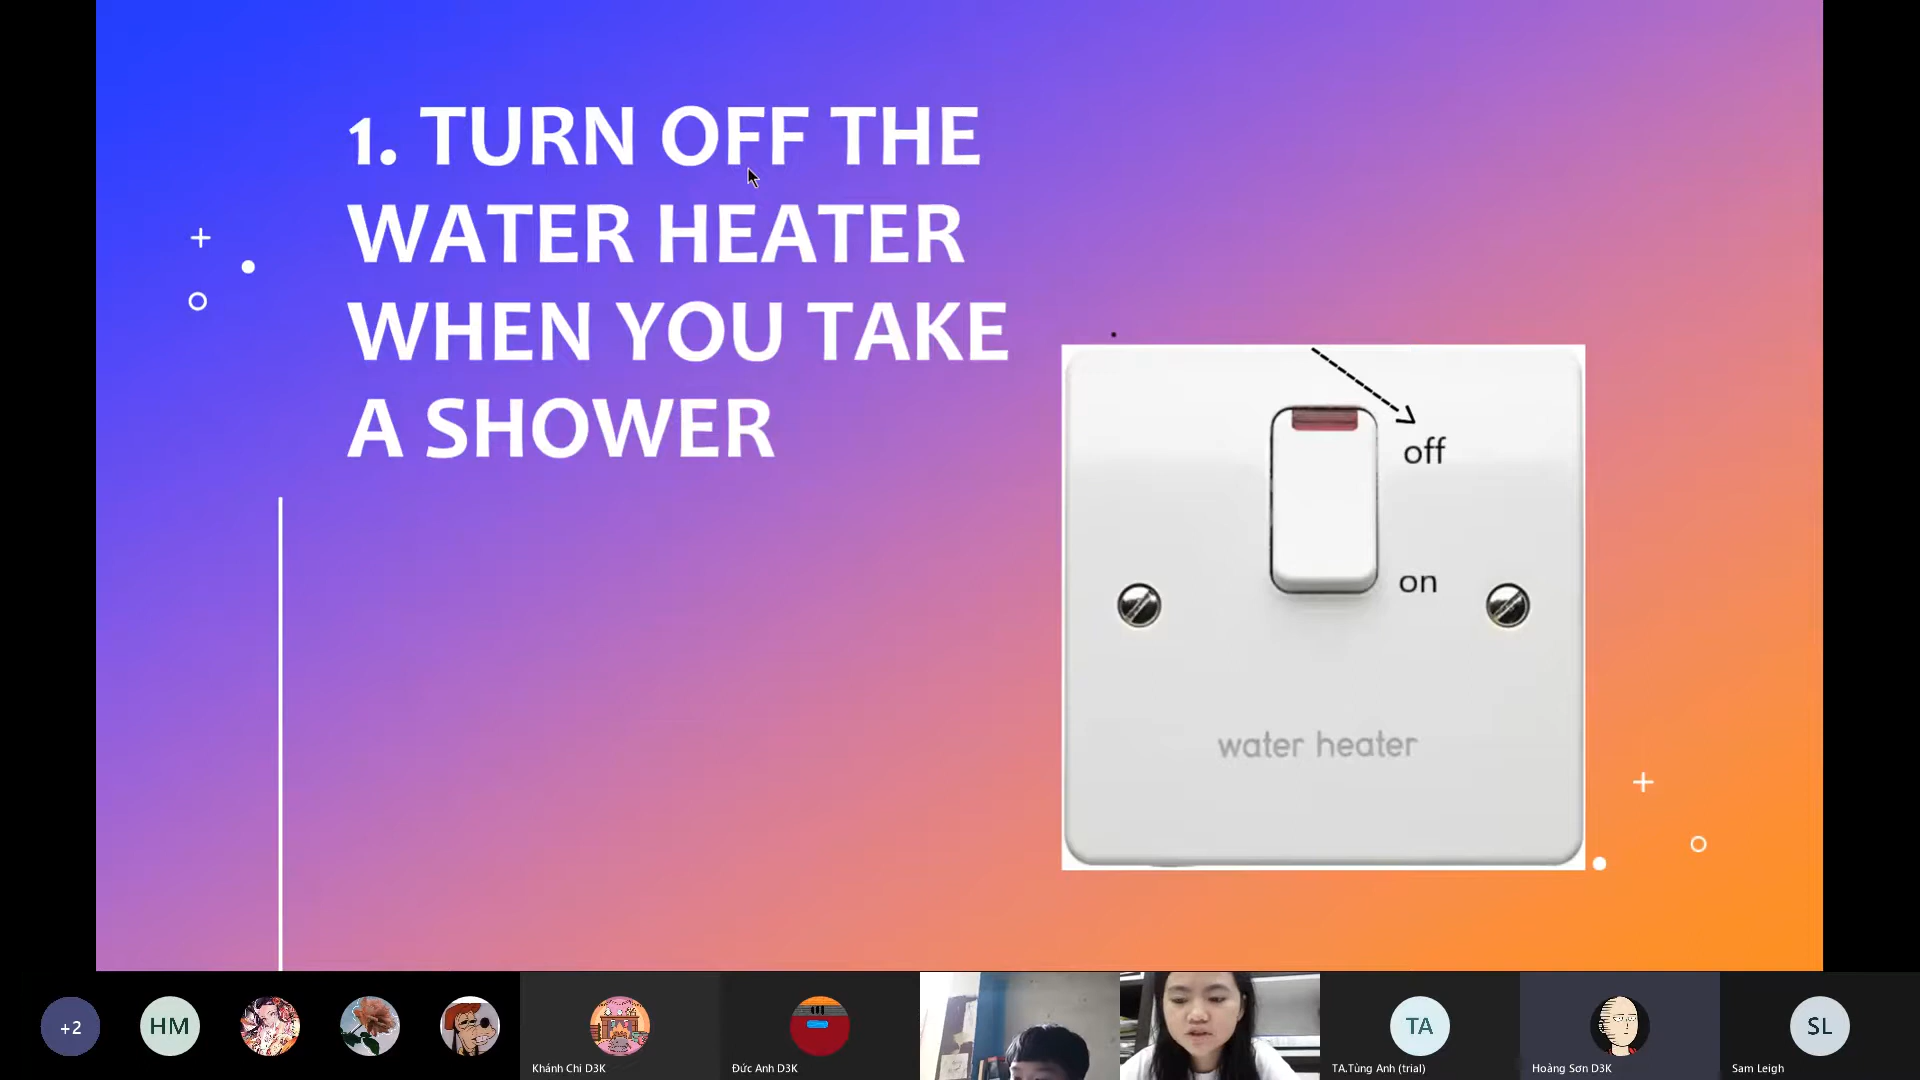 1. TURN OFF THE
WATER HEATER
WHEN YOU TAKE
A SHOWER
off
on
water heater
+2
HM
Khánh Chi D3K
Đức Anh D3K
TA
TA.Tùng Anh (trial)
Hoàng Sơn D3K
SL
Sam Leigh